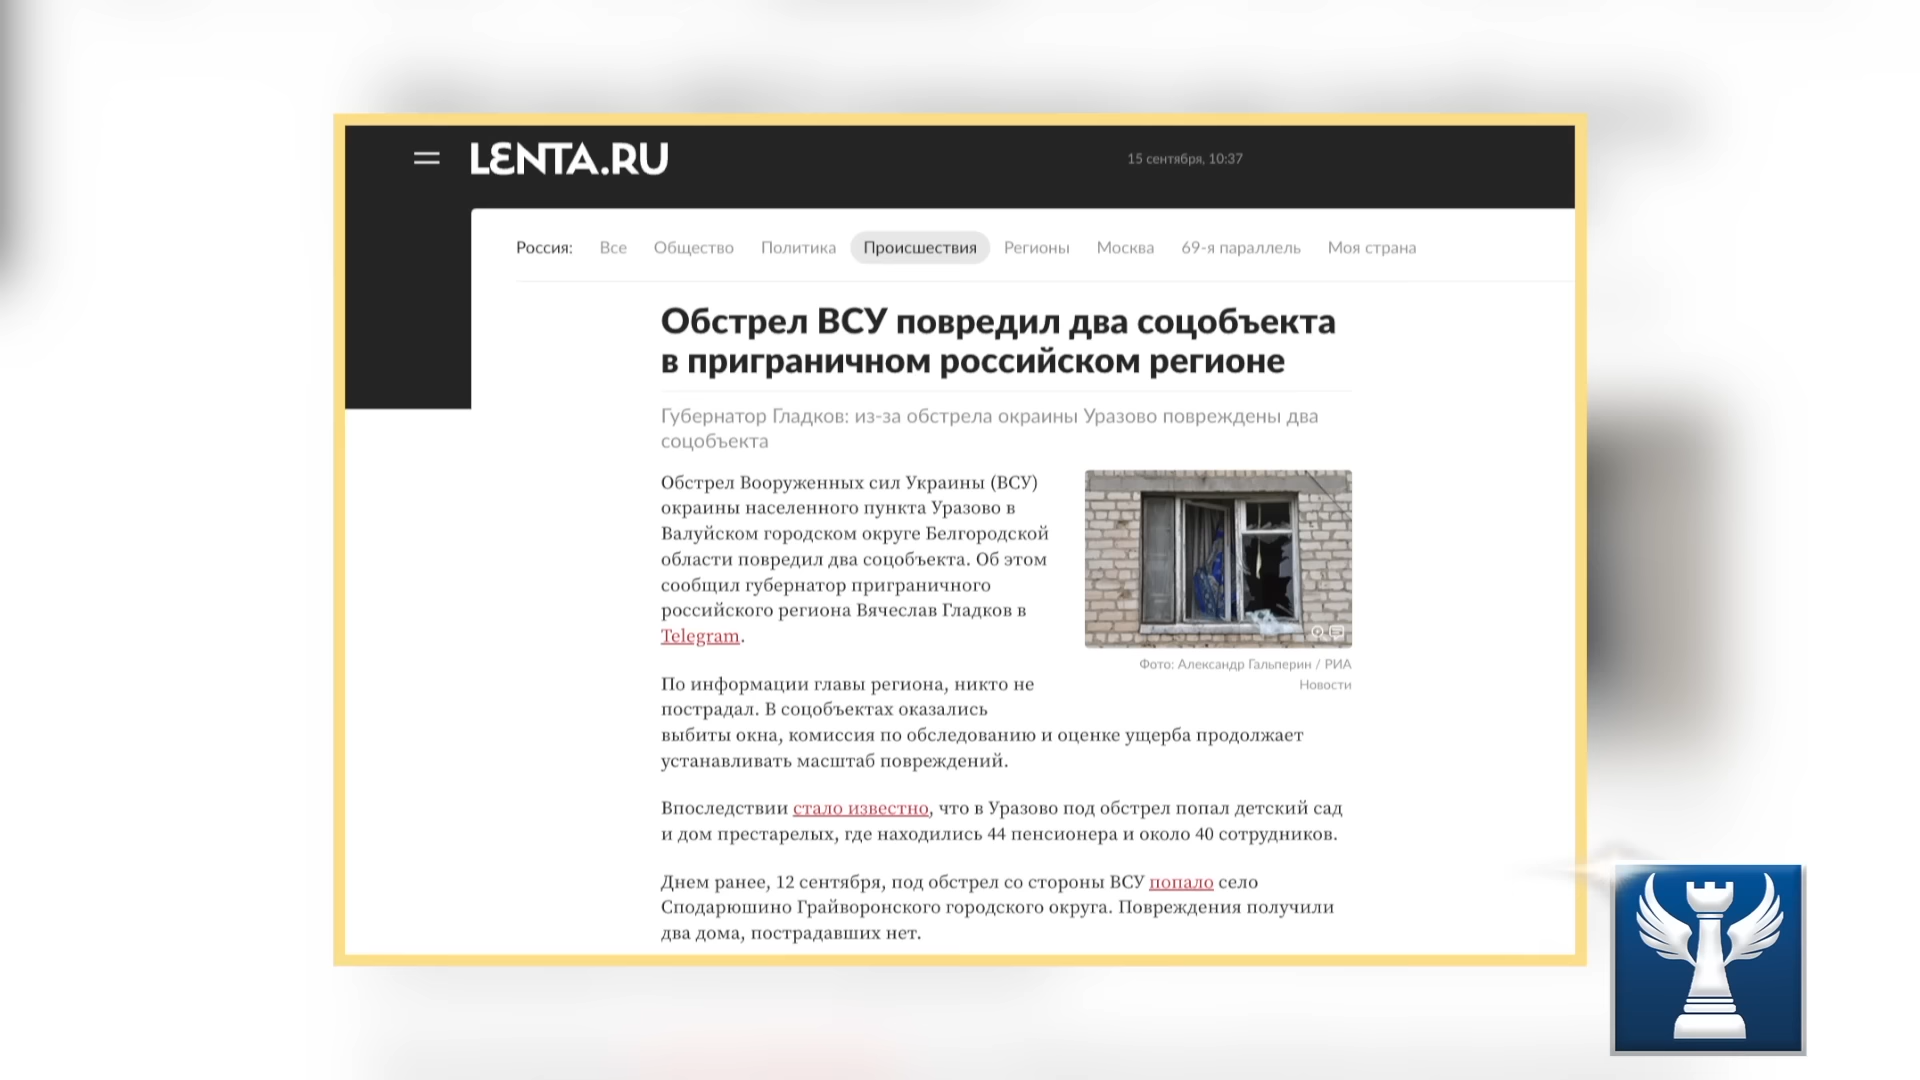 LENTA.RU
15 сентября, 10:37
Россия: Все Общество Политика Происшествия Регионы Москва 69-я параллель Моя страна
Обстрел ВСУ повредил два соцобъекта
в приграничном российском регионе
Губернатор Гладков: из-за обстрела окраины Уразово повреждены два
соцобъекта
Обстрел Вооруженных сил Украины (ВСУ)
окраины населенного пункта Уразово в
Валуйском городском округе Белгородской
области повредил два соцобъекта. Об этом
сообщил губернатор приграничного
российского региона Вячеслав Гладков в
Telegram.
Фото: Александр Гальперин / РИА
Новости
По информации главы региона, никто не
пострадал. В соцобъектах оказались
выбиты окна, комиссия по обследованию и оценке ущерба продолжает
устанавливать масштаб повреждений.
Впоследствии стало известно, что в Уразово под обстрел попал детский сад
и дом престарелых, где находились 44 пенсионера и около 40 сотрудников.
Днем ранее, 12 сентября, под обстрел со стороны ВСУ попало село
Сподарюшино Грайворонского городского округа. Повреждения получили
два дома, пострадавших нет.